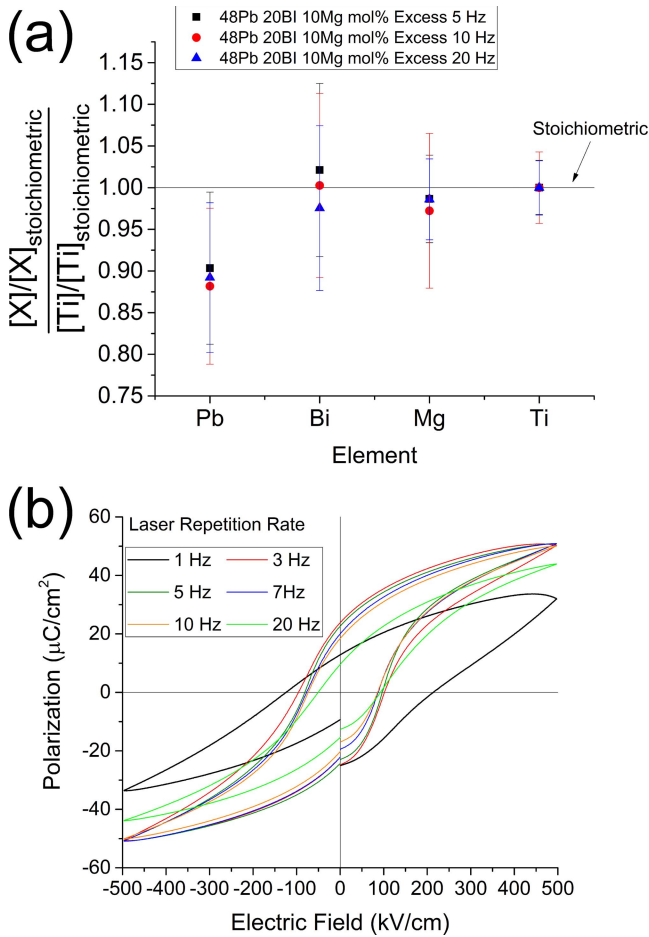 (a)
48Pb 20BI 10Mg mol% Excess 5 Hz
48Pb 20BI 10Mg mol% Excess 10 Hz
48Pb 20BI 10Mg mol% Excess 20 Hz
[X]/[X]stoichiometric
[Ti]/[Ti]stoichiometric
1.15
1.10
1.05
1.00
0.95
0.90
0.85
0.80
0.75
Stoichiometric
Pb Bi Mg Ti
Element
(b)
Laser Repetition Rate
1 Hz 3 Hz
5 Hz 7Hz
10 Hz 20 Hz
Polarization (μC/cm²)
60
40
20
0
-20
-40
-60
-500 -400 -300 -200 -100 0 100 200 300 400 500
Electric Field (kV/cm)